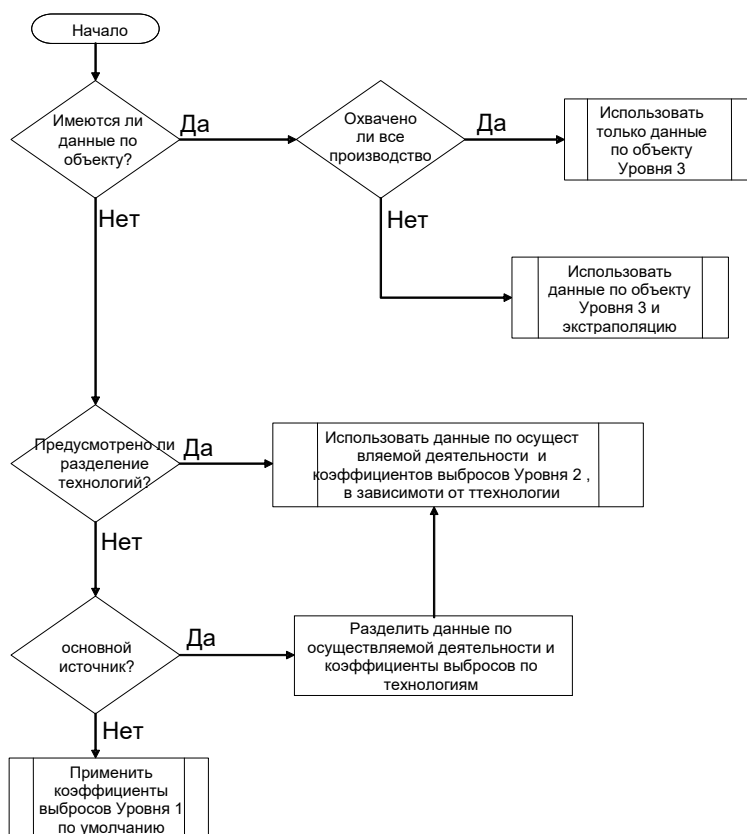 Начало
Имеются ли
данные по
объекту?
Да
Охвачено
ли все
производство
Да
Использовать
только данные
по объекту
Уровня 3
Нет
Нет
Использовать
данные по объекту
Уровня 3 и
экстраполяцию
Предусмотрено ли
разделение
технологий?
Да
Использовать данные по осущест
вляемой деятельности и
коэффициентов выбросов Уровня 2 ,
в зависимоти от ттехнологии
Нет
основной
источник?
Да
Разделить данные по
осуществляемой деятельности и
коэффициенты выбросов по
технологиям
Нет
Применить
коэффициенты
выбросов Уровня 1
по умолчанию